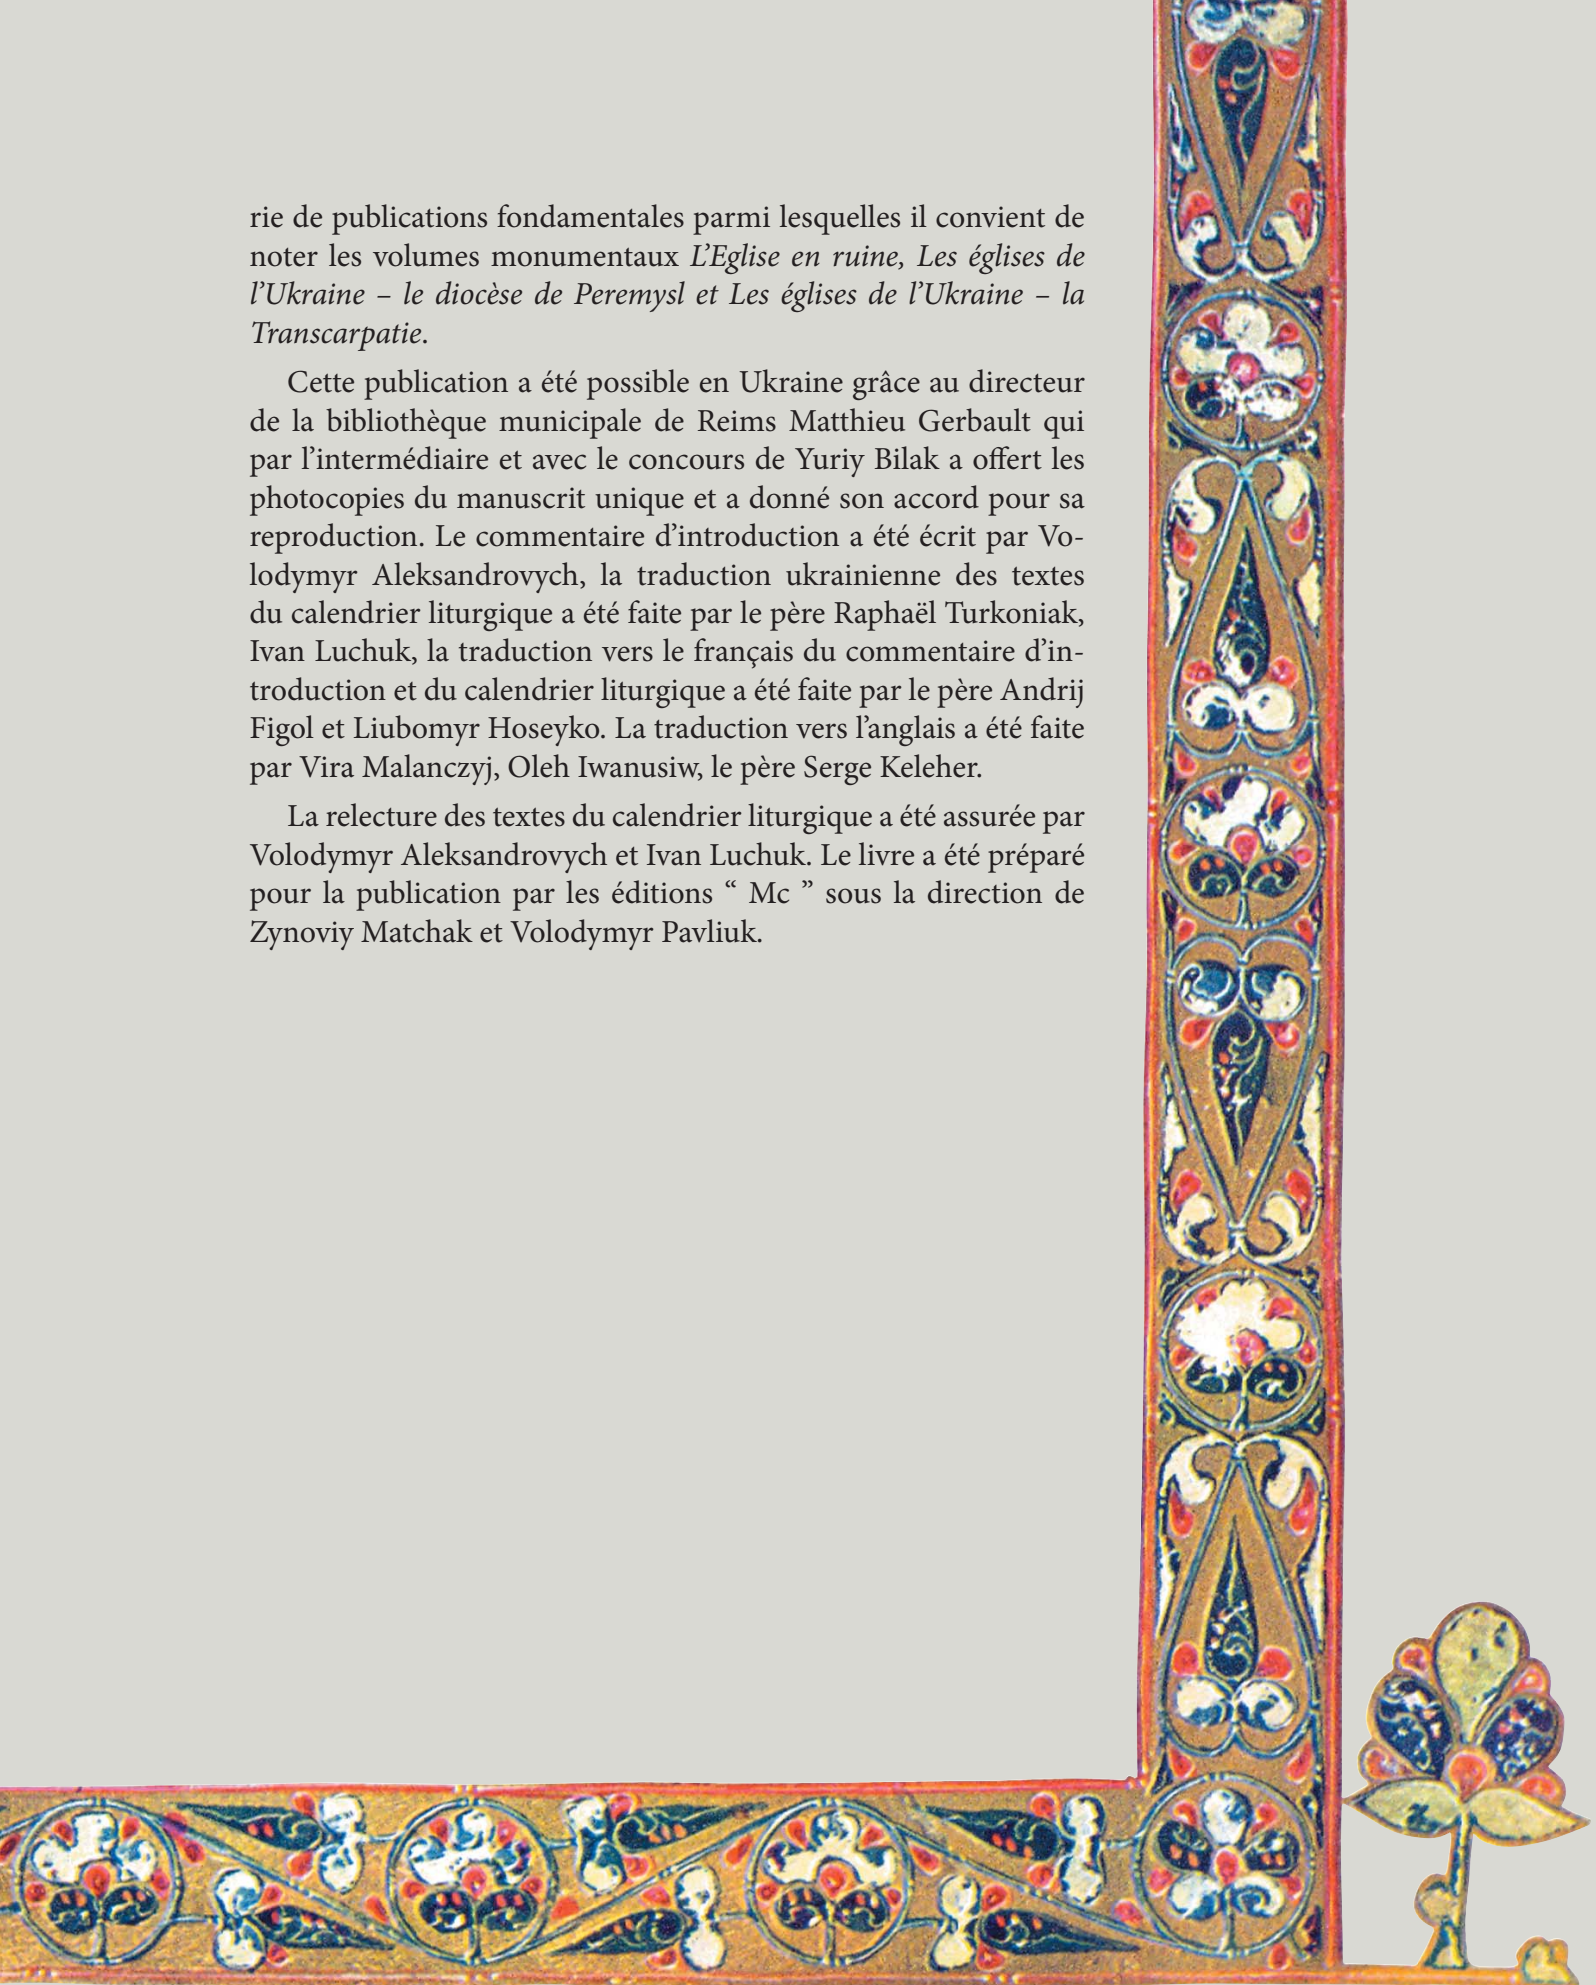 rie de publications fondamentales parmi lesquelles il convient de
noter les volumes monumentaux L’Eglise en ruine, Les églises de
l’Ukraine – le diocèse de Peremysl et Les églises de l’Ukraine – la
Transcarpatie.
Cette publication a été possible en Ukraine grâce au directeur
de la bibliothèque municipale de Reims Matthieu Gerbault qui
par l’intermédiaire et avec le concours de Yuriy Bilak a offert les
photocopies du manuscrit unique et a donné son accord pour sa
reproduction. Le commentaire d’introduction a été écrit par Vo-
lodymyr Aleksandrovych, la traduction ukrainienne des textes
du calendrier liturgique a été faite par le père Raphaël Turkoniak,
Ivan Luchuk, la traduction vers le français du commentaire d’in-
troduction et du calendrier liturgique a été faite par le père Andrij
Figol et Liubomyr Hoseyko. La traduction vers l’anglais a été faite
par Vira Malanczyj, Oleh Iwanusiw, le père Serge Keleher.
La relecture des textes du calendrier liturgique a été assurée par
Volodymyr Aleksandrovych et Ivan Luchuk. Le livre a été préparé
pour la publication par les éditions “ Mc ” sous la direction de
Zynoviy Matchak et Volodymyr Pavliuk.